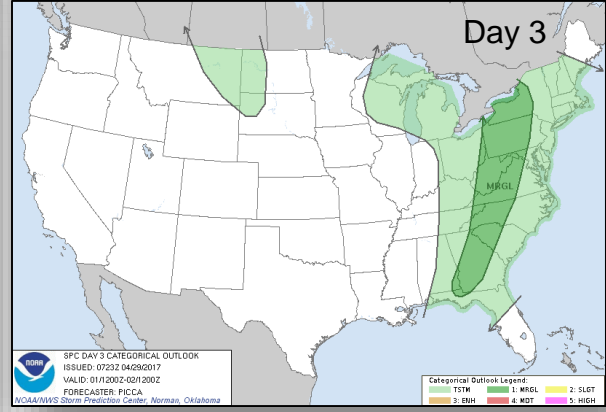 Day 3
MRGL
NOAA
SPC DAY 3 CATEGORICAL OUTLOOK
ISSUED: 0723Z 04/29/2017
VALID: 01/1200Z-02/1200Z
FORECASTER: PICCA
NOAA/NWS Storm Prediction Center, Norman, Oklahoma
Categorical Outlook Legend:
TSTM 1: MRGL 2: SLGT
3: ENH 4: MDT 5: HIGH